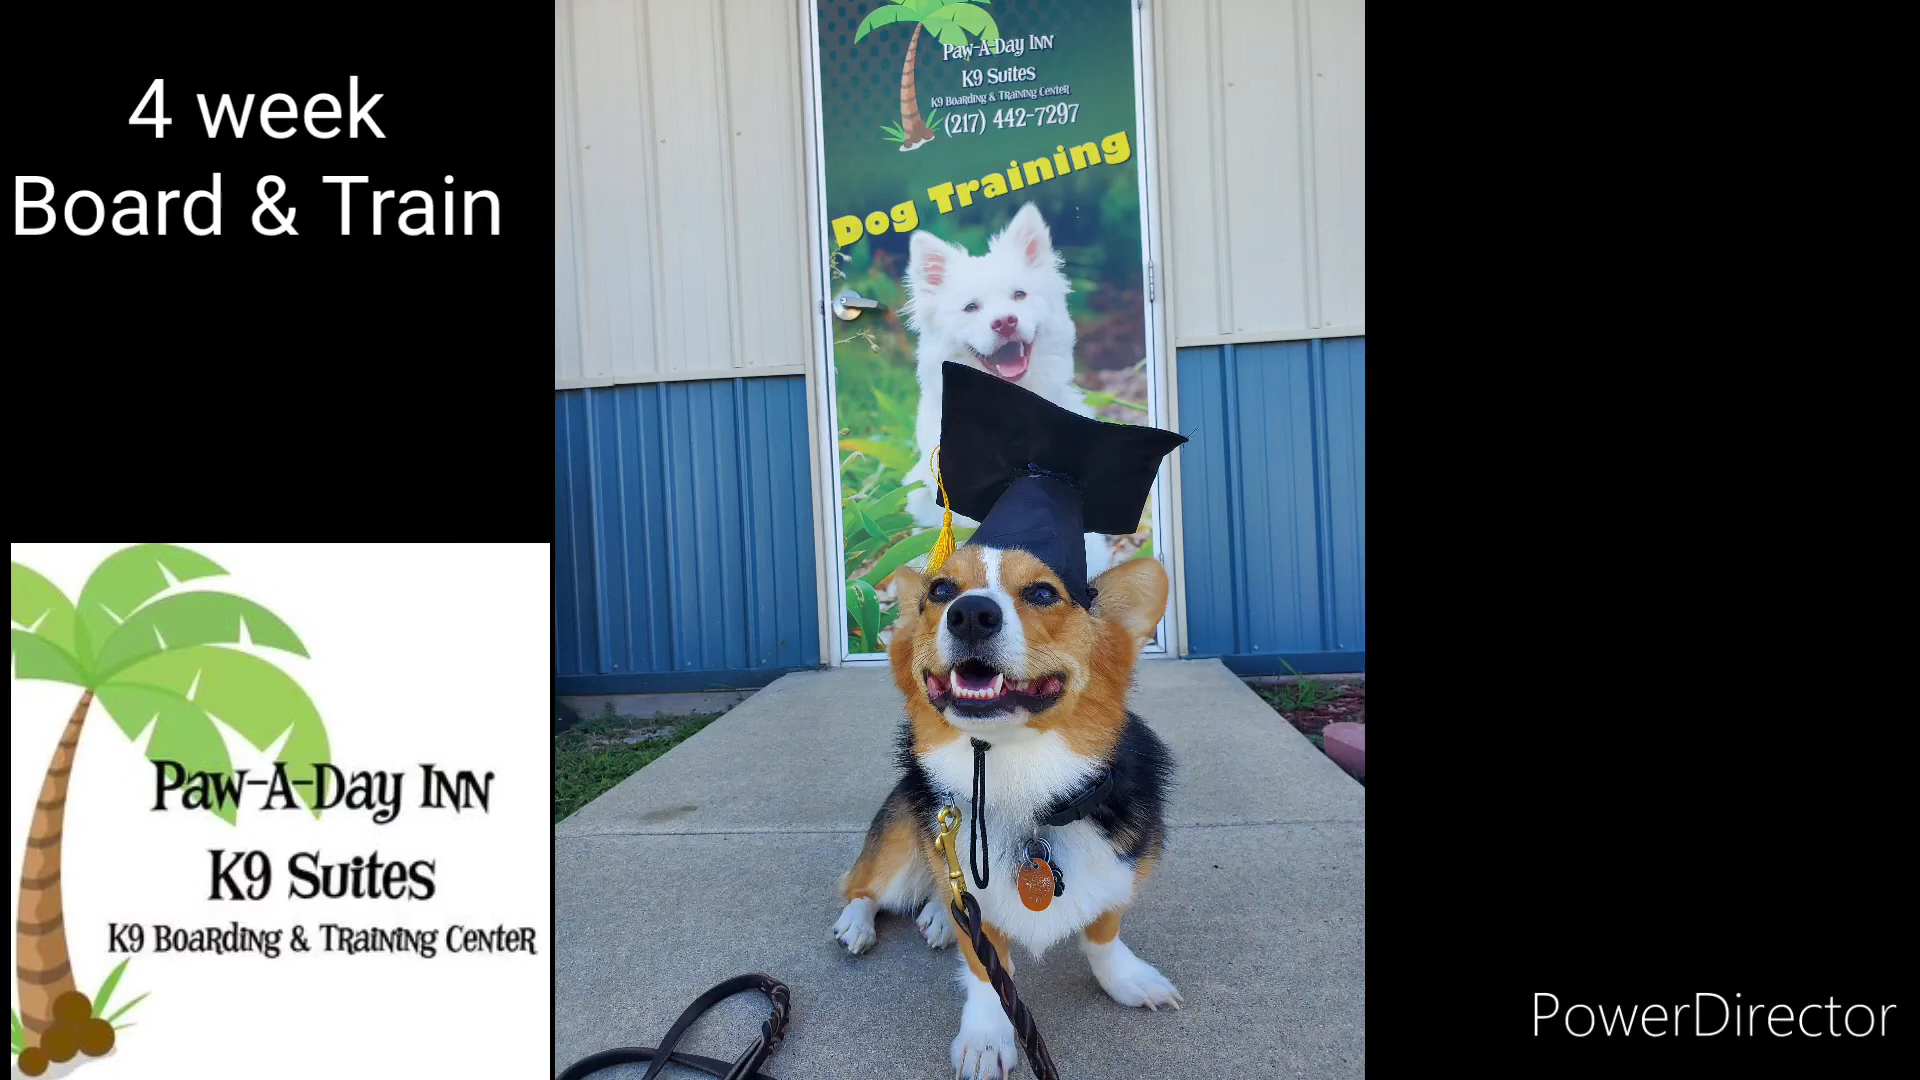 4 week
Board & Train
Paw-A-Day Inn
K9 Suites
K9 Boarding & Training Center
(217) 442-7297
Dog Training
Paw-A-Day Inn
K9 Suites
K9 Boarding & Training Center
PowerDirector